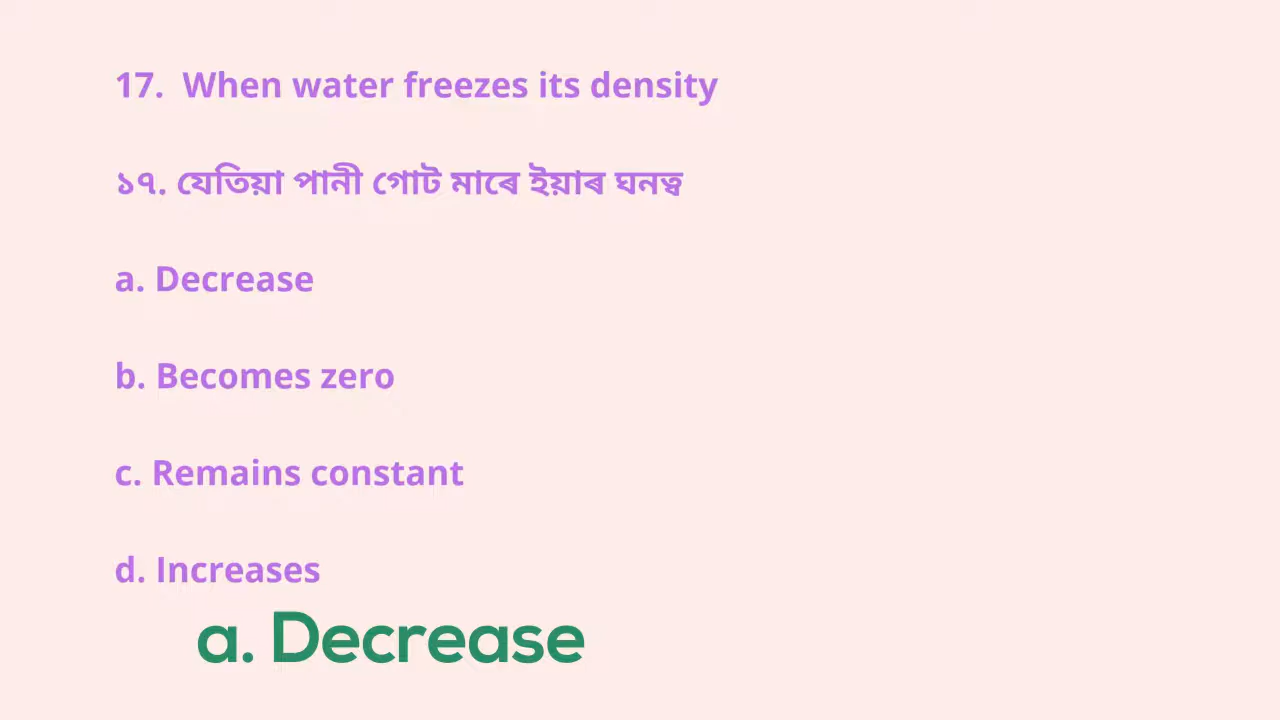 17. When water freezes its density
১৭. যেতিয়া পানী গোট মাৰে ইয়াৰ ঘনত্ব
a. Decrease
b. Becomes zero
c. Remains constant
d. Increases
a. Decrease